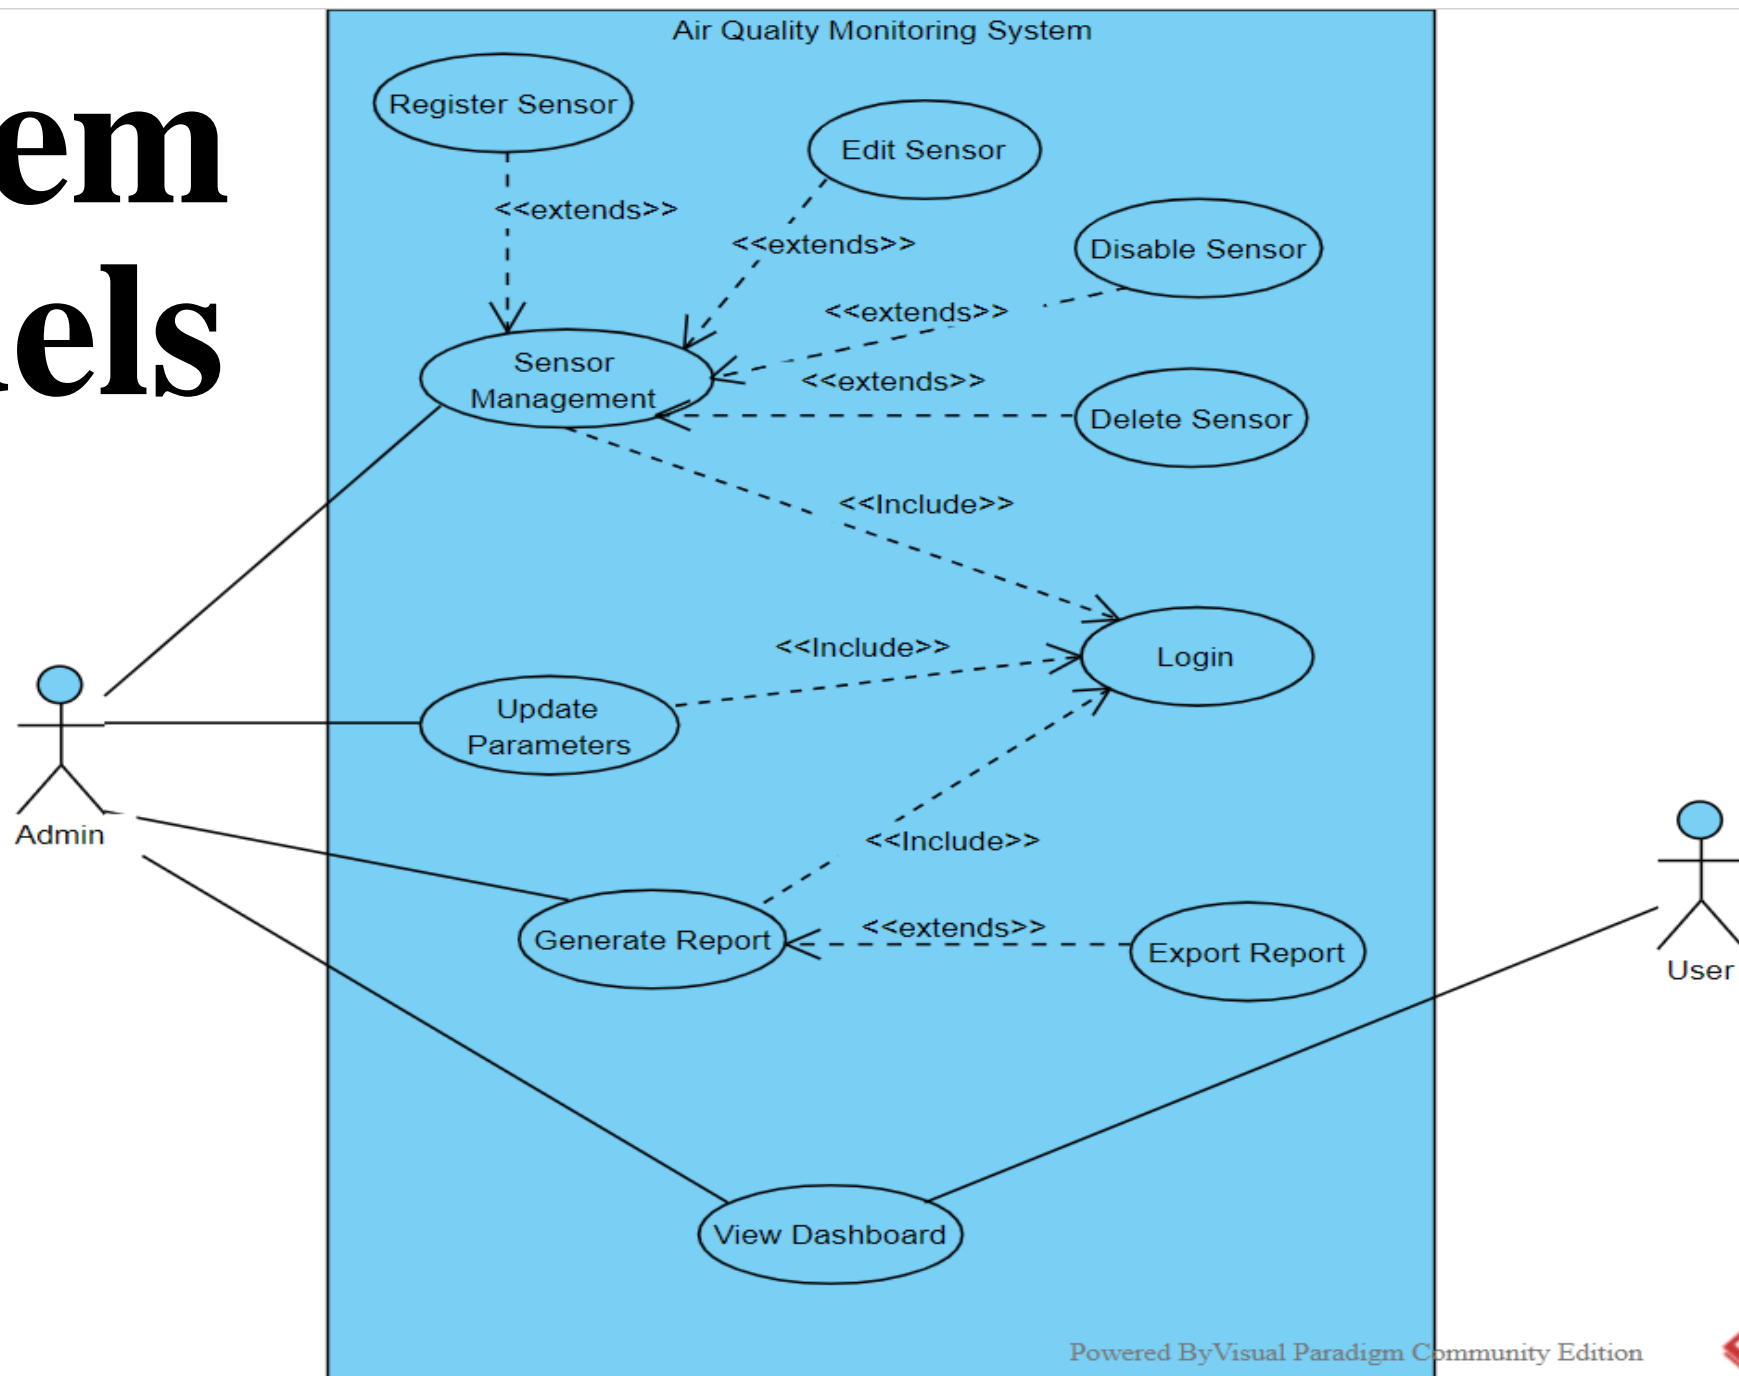 Air Quality Monitoring System
em
els
Register Sensor
Edit Sensor
<<extends>>
<<extends>>
Disable Sensor
<<extends>>
Sensor
Management
<<extends>>
Delete Sensor
<<Include>>
<<Include>>
Login
Update
Parameters
Admin
<<Include>>
Generate Report
<<extends>>
Export Report
User
View Dashboard
Powered ByVisual Paradigm Community Edition